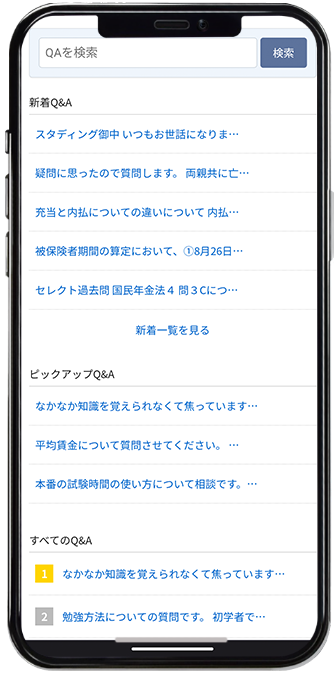 QAを検索
検索
新着Q&A
スタディング御中 いつもお世話になりま…
疑問に思ったので質問します。 両親共に亡…
充当と内払についての違いについて 内払…
被保険者期間の算定において、①8月26日…
セレクト過去問 国民年金法４ 問３Cにつ…
新着一覧を見る
ピックアップQ&A
なかなか知識を覚えられなくて焦っています…
平均賃金について質問させてください。 …
本番の試験時間の使い方について相談です。…
すべてのQ&A
1 なかなか知識を覚えられなくて焦っています…
2 勉強方法についての質問です。 初学者で…